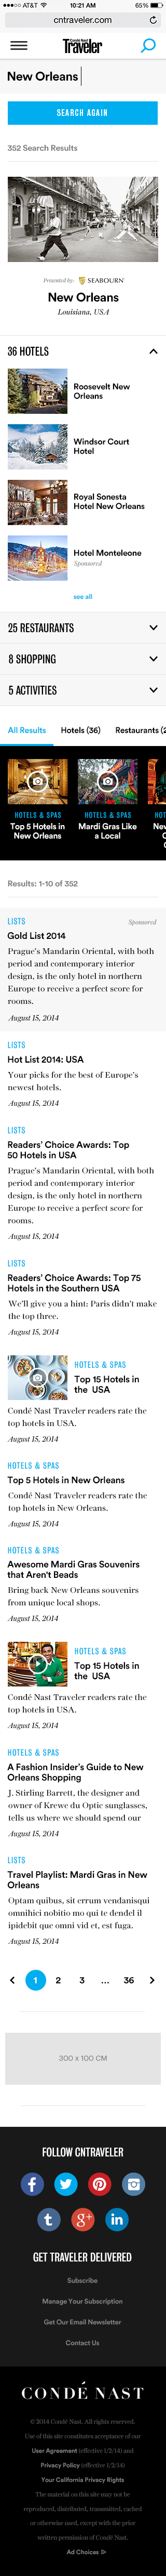 AT&T 10:21 AM 65%
cntraveler.com
Condé Nast
Traveler
New Orleans
SEARCH AGAIN
352 Search Results
Presented by: SEABOURN
New Orleans
Louisiana, USA
36 HOTELS
Roosevelt New
Orleans
Windsor Court
Hotel
Royal Sonesta
Hotel New Orleans
Hotel Monteleone
Sponsored
see all
25 RESTAURANTS
8 SHOPPING
5 ACTIVITIES
All Results Hotels (36) Restaurants (2
HOTELS & SPAS
Top 5 Hotels in
New Orleans
HOTELS & SPAS
Mardi Gras Like
a Local
HOT
Results: 1-10 of 352
LISTS Sponsored
Gold List 2014
Prague's Mandarin Oriental, with both
period and contemporary interior
design, is the only hotel in northern
Europe to receive a perfect score for
rooms.
August 15, 2014
LISTS
Hot List 2014: USA
Your picks for the best of Europe's
newest hotels.
August 15, 2014
LISTS
Readers' Choice Awards: Top
50 Hotels in USA
Prague's Mandarin Oriental, with both
period and contemporary interior
design, is the only hotel in northern
Europe to receive a perfect score for
rooms.
August 15, 2014
LISTS
Readers' Choice Awards: Top 75
Hotels in the Southern USA
We'll give you a hint: Paris didn't make
the top three.
August 15, 2014
HOTELS & SPAS
Top 15 Hotels in
the USA
Condé Nast Traveler readers rate the
top hotels in USA.
August 15, 2014
HOTELS & SPAS
Top 5 Hotels in New Orleans
Condé Nast Traveler readers rate the
top hotels in New Orleans.
August 15, 2014
HOTELS & SPAS
Awesome Mardi Gras Souvenirs
that Aren't Beads
Bring back New Orleans souvenirs
from unique local shops.
August 15, 2014
HOTELS & SPAS
Top 15 Hotels in
the USA
Condé Nast Traveler readers rate the
top hotels in USA.
August 15, 2014
HOTELS & SPAS
A Fashion Insider's Guide to New
Orleans Shopping
J. Stirling Barrett, the designer and
owner of Krewe du Optic sunglasses,
tells us where we should spend our
August 15, 2014
LISTS
Travel Playlist: Mardi Gras in New
Orleans
Optam quibus, sit cerum vendanisqui
omnihici nobitio mo qui te dendel il
ipidebit quo omni vid et, est fuga.
August 15, 2014
1 2 3 ... 36
300 x 100 CM
FOLLOW CNTRAVELER
GET TRAVELER DELIVERED
Subscribe
Manage Your Subscription
Get Our Email Newsletter
Contact Us
CONDÉ NAST
© 2014 Condé Nast. All rights reserved.
Use of this site constitutes acceptance of our
User Agreement (effective 1/2/14) and
Privacy Policy (effective 1/2/14)
Your California Privacy Rights
The material on this site may not be
reproduced, distributed, transmitted, cached
or otherwise used, except with the prior
written permission of Condé Nast.
Ad Choices